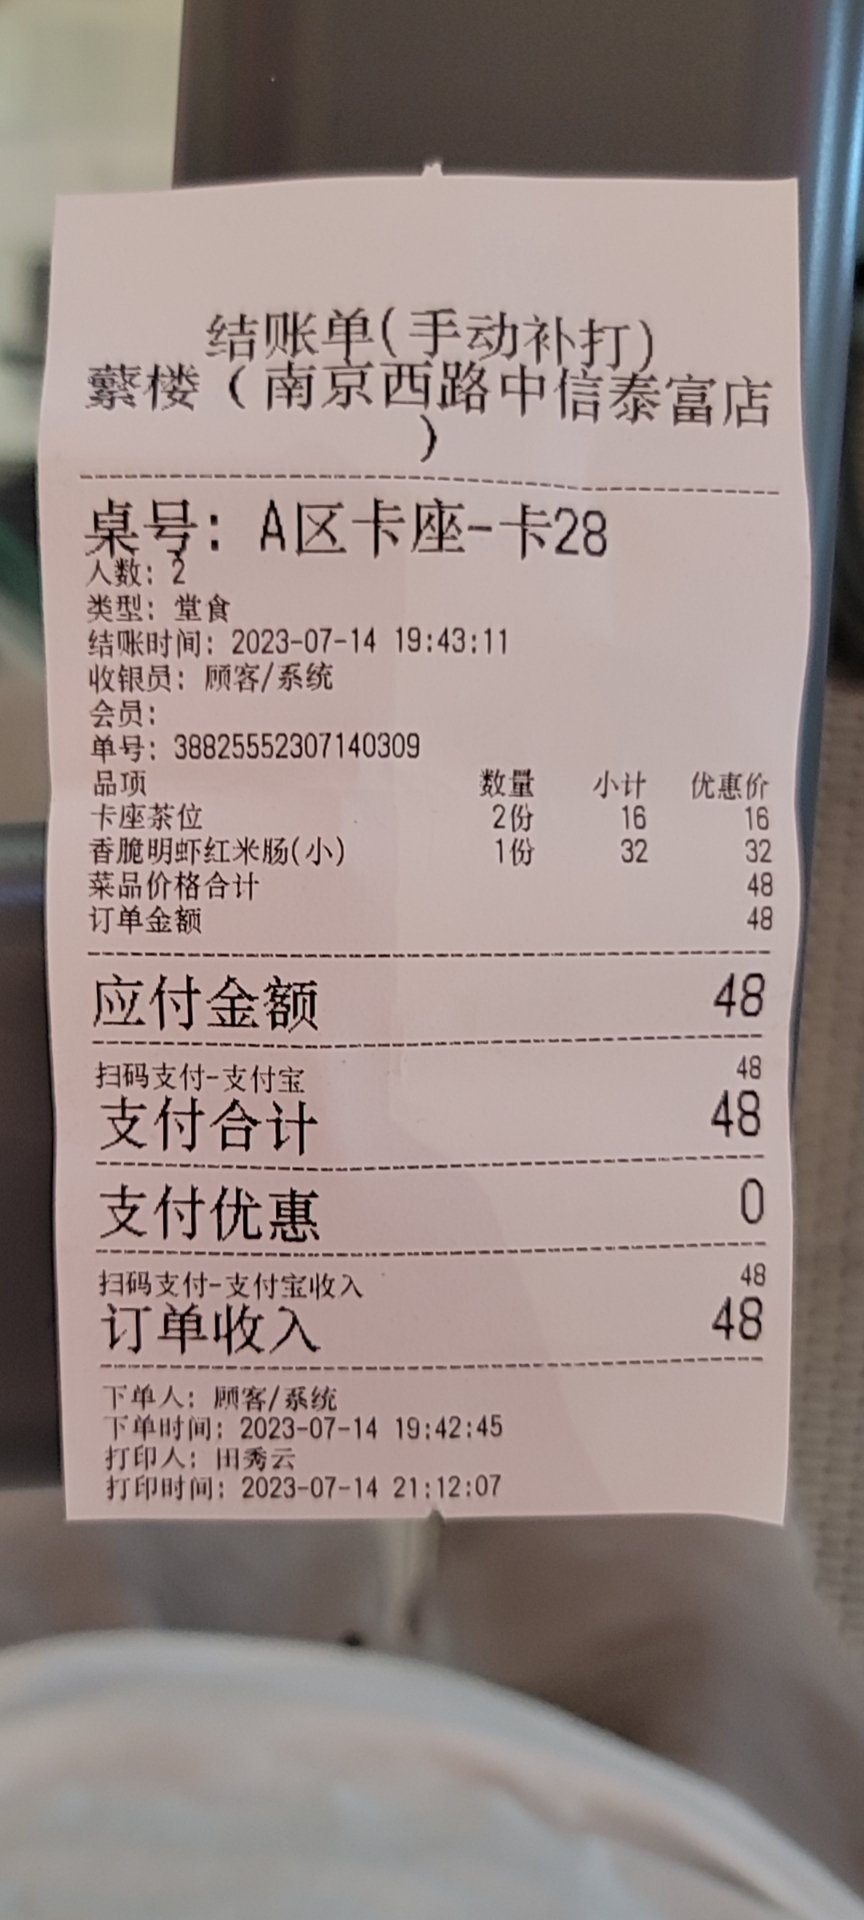 结账单(手动补打)
蘩楼（南京西路中信泰富店
）
桌号: A区卡座-卡28
人数: 2
类型: 堂食
结账时间: 2023-07-14 19:43:11
收银员: 顾客/系统
会员:
单号: 38825552307140309
品项 数量 小计 优惠价
卡座茶位 2份 16 16
香脆明虾红米肠(小) 1份 32 32
菜品价格合计 48
订单金额 48
应付金额 48
扫码支付-支付宝 48
支付合计 48
支付优惠 0
扫码支付-支付宝收入 48
订单收入 48
下单人: 顾客/系统
下单时间: 2023-07-14 19:42:45
打印人: 田秀云
打印时间: 2023-07-14 21:12:07